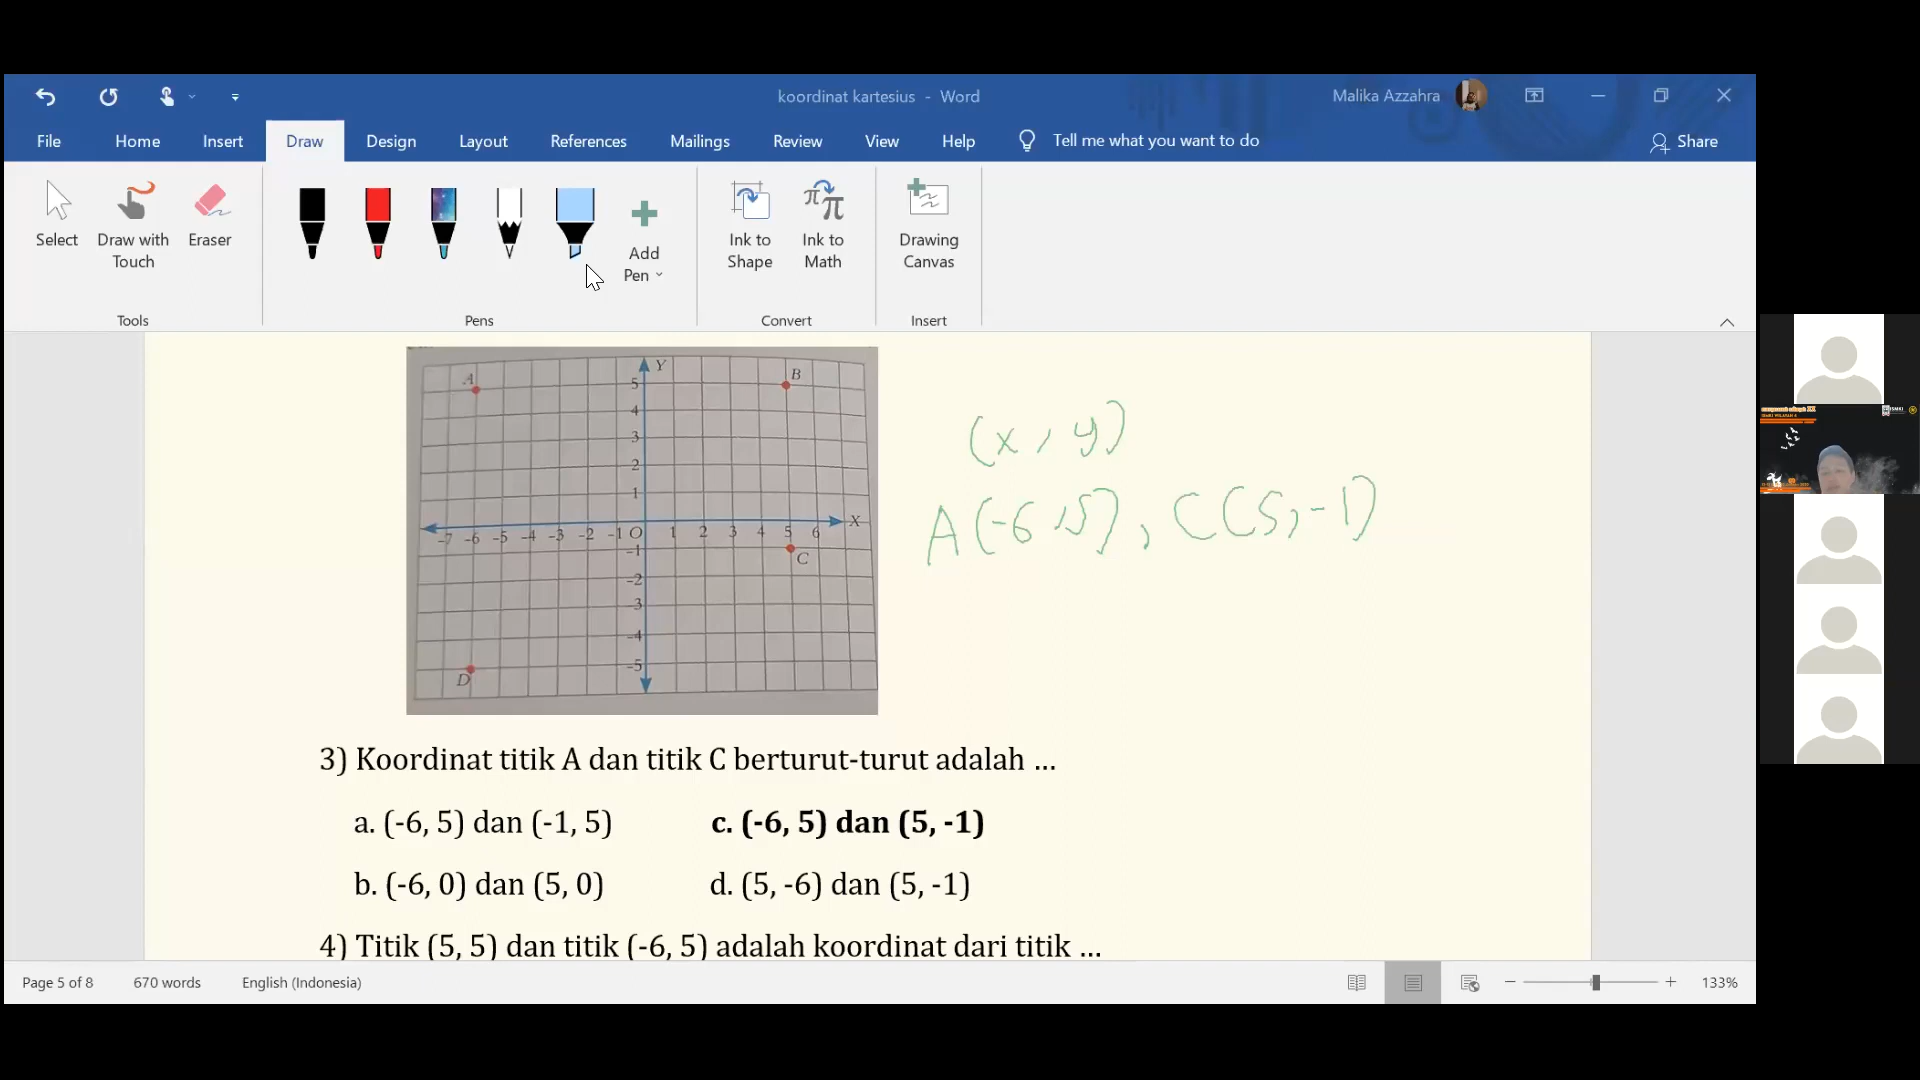 koordinat kartesius - Word
Malika Azzahra
File Home Insert Draw Design Layout References Mailings Review View Help Tell me what you want to do Share
Select
Draw with Touch
Eraser
Add Pen
Ink to Shape
Ink to Math
Drawing Canvas
Tools Pens Convert Insert
A B Y
5
4
3
2
1
-7 -6 -5 -4 -3 -2 -1 O 1 2 3 4 5 6 X
-1
C
-2
-3
-4
-5
D
(x, y)
A(-6,5), C(5,-1)
3) Koordinat titik A dan titik C berturut-turut adalah ...
a. (-6, 5) dan (-1, 5) c. (-6, 5) dan (5, -1)
b. (-6, 0) dan (5, 0) d. (5, -6) dan (5, -1)
4) Titik (5, 5) dan titik (-6, 5) adalah koordinat dari titik ...
Page 5 of 8 670 words English (Indonesia) 133%